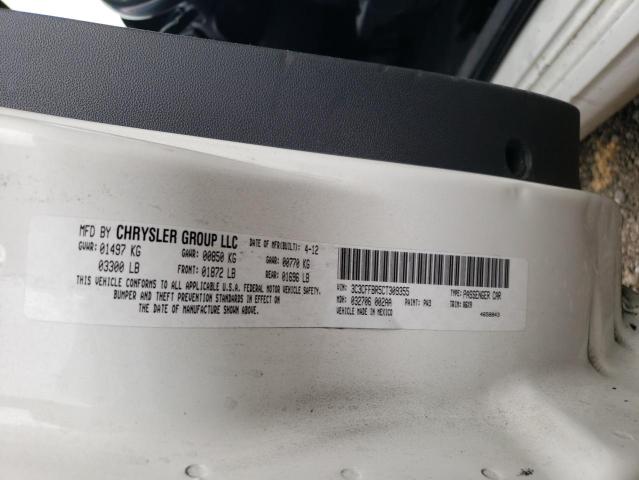 MFD BY CHRYSLER GROUP LLC DATE OF MFR(BUILT): 4-12
GVWR: 01497 KG GAWR: 00850 KG GAWR: 00770 KG
03300 LB FRONT: 01872 LB REAR: 01696 LB
THIS VEHICLE CONFORMS TO ALL APPLICABLE U.S.A. FEDERAL MOTOR VEHICLE SAFETY,
BUMPER AND THEFT PREVENTION STANDARDS IN EFFECT ON
THE DATE OF MANUFACTURE SHOWN ABOVE.
VIN: 3C3CFFBR5CT309355 TYPE: PASSENGER CAR
MDH: 032706 002AA PAINT: PW3 TRIM:
VEHICLE MADE IN MEXICO 4658043